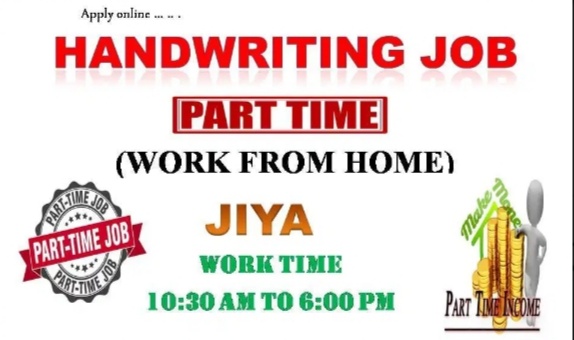 Apply online ... .. .
HANDWRITING JOB
PART TIME
(WORK FROM HOME)
PART-TIME JOB
PART-TIME JOB
PART-TIME JOB
JIYA
WORK TIME
10:30 AM TO 6:00 PM
Make Money
PART TIME INCOME